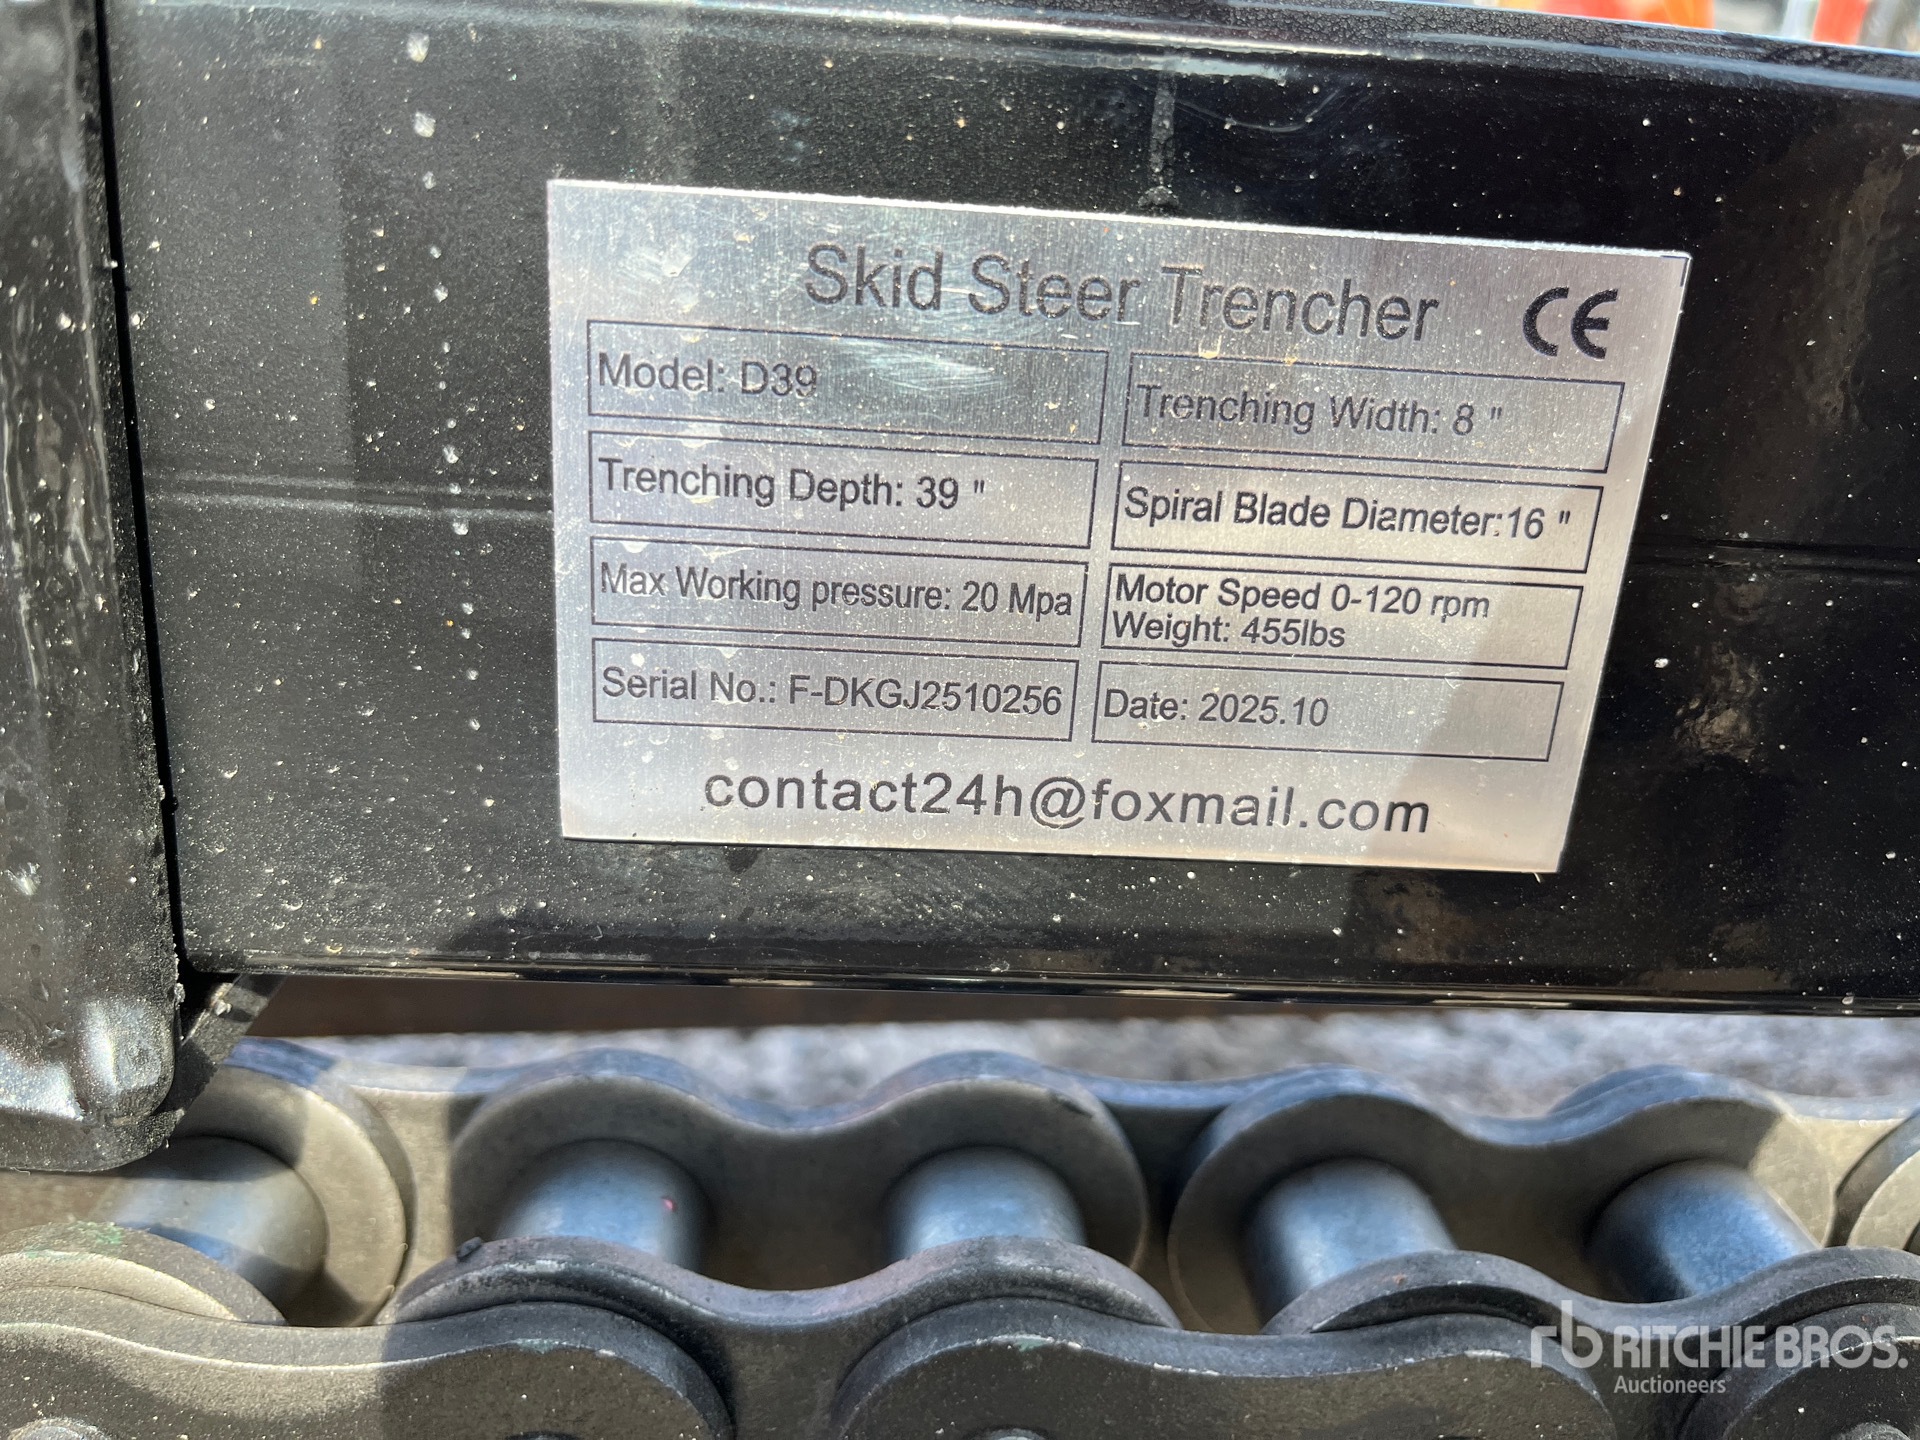 Skid Steer Trencher CE
Model: D39
Trenching Width: 8 "
Trenching Depth: 39 "
Spiral Blade Diameter:16 "
Max Working pressure: 20 Mpa
Motor Speed 0-120 rpm
Weight: 455lbs
Serial No.: F-DKGJ2510256
Date: 2025.10
contact24h@foxmail.com
rb RITCHIE BROS.
Auctioneers